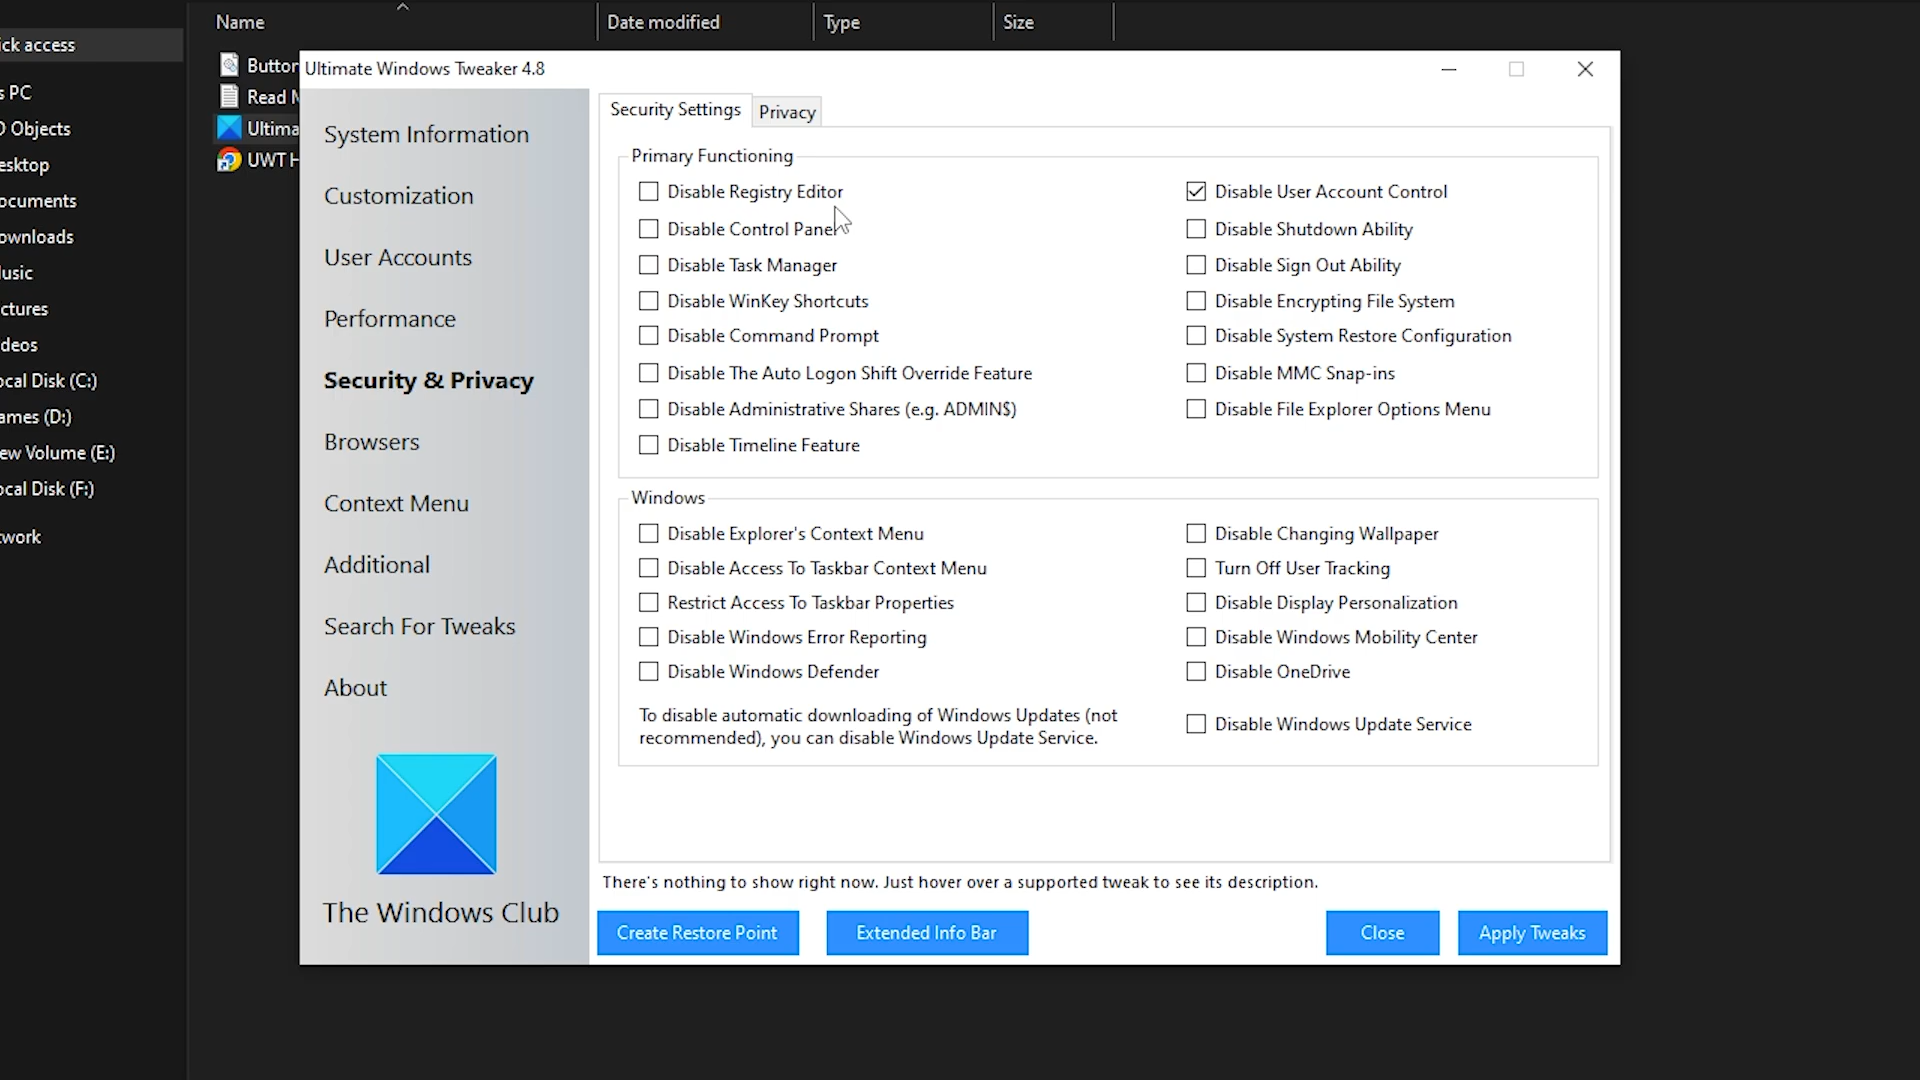 Name
Date modified
Type
Size
ick access
s PC
D Objects
esktop
ocuments
ownloads
lusic
ctures
deos
ocal Disk (C:)
ames (D:)
ew Volume (E:)
ocal Disk (F:)
twork
Button
Read M
Ultima
UWT H
Ultimate Windows Tweaker 4.8
System Information
Customization
User Accounts
Performance
Security & Privacy
Browsers
Context Menu
Additional
Search For Tweaks
About
The Windows Club
Security Settings
Privacy
Primary Functioning
Disable Registry Editor
Disable Control Panel
Disable Task Manager
Disable WinKey Shortcuts
Disable Command Prompt
Disable The Auto Logon Shift Override Feature
Disable Administrative Shares (e.g. ADMIN$)
Disable Timeline Feature
Disable User Account Control
Disable Shutdown Ability
Disable Sign Out Ability
Disable Encrypting File System
Disable System Restore Configuration
Disable MMC Snap-ins
Disable File Explorer Options Menu
Windows
Disable Explorer's Context Menu
Disable Access To Taskbar Context Menu
Restrict Access To Taskbar Properties
Disable Windows Error Reporting
Disable Windows Defender
Disable Changing Wallpaper
Turn Off User Tracking
Disable Display Personalization
Disable Windows Mobility Center
Disable OneDrive
To disable automatic downloading of Windows Updates (not
recommended), you can disable Windows Update Service.
Disable Windows Update Service
There's nothing to show right now. Just hover over a supported tweak to see its description.
Create Restore Point
Extended Info Bar
Close
Apply Tweaks